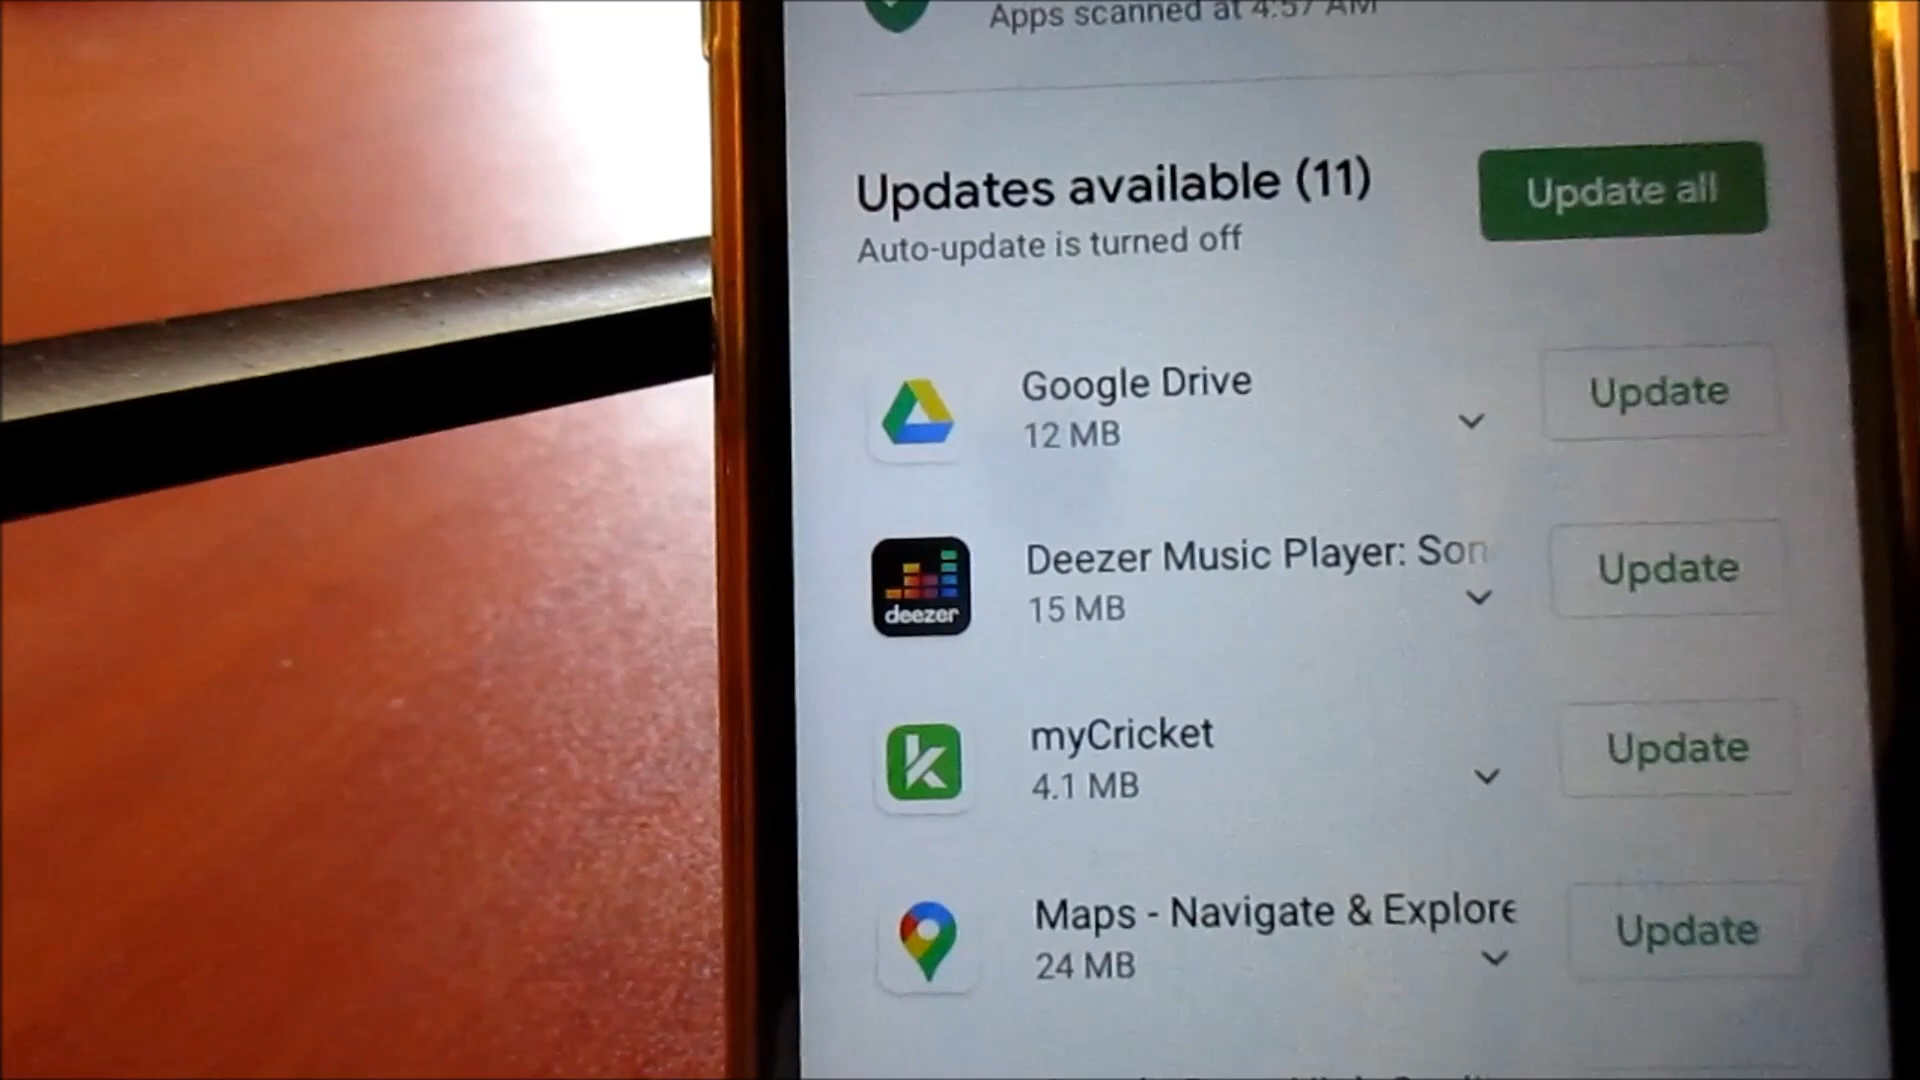 Apps scanned at 4:57 AM
Updates available (11)
Update all
Auto-update is turned off
Google Drive
12 MB
Update
deezer
Deezer Music Player: Son
15 MB
Update
myCricket
4.1 MB
Update
Maps - Navigate & Explore
24 MB
Update